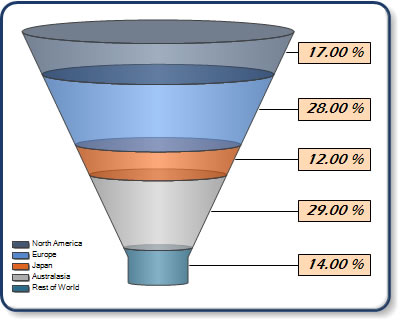 17.00 %
28.00 %
12.00 %
29.00 %
14.00 %
North America
Europe
Japan
Australasia
Rest of World